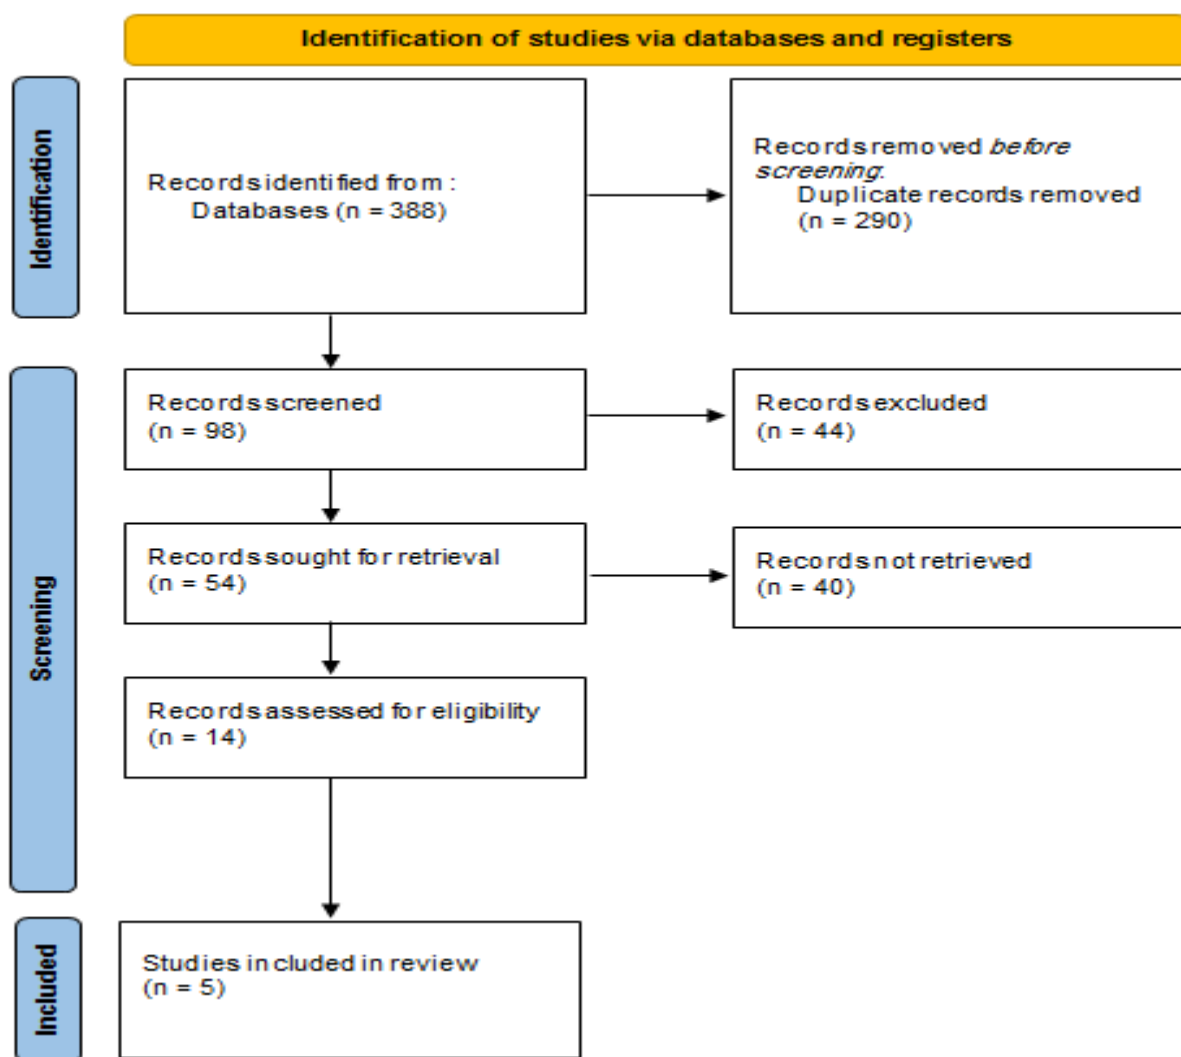 Identification of studies via databases and registers
Identification
Records identified from :
Databases (n = 388)
Records removed before
screening:
Duplicate records removed
(n = 290)
Screening
Records screened
(n = 98)
Records excluded
(n = 44)
Records sought for retrieval
(n = 54)
Records not retrieved
(n = 40)
Records assessed for eligibility
(n = 14)
Included
Studies included in review
(n = 5)